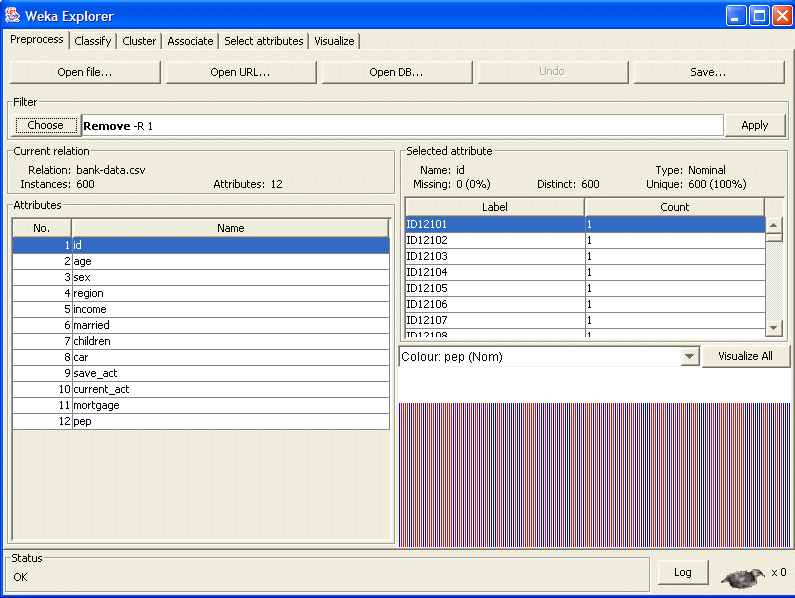 Weka Explorer
Preprocess Classify Cluster Associate Select attributes Visualize
Open file... Open URL... Open DB... Undo Save...
Filter
Choose Remove -R 1 Apply
Current relation
Relation: bank-data.csv
Instances: 600 Attributes: 12
Attributes
No. Name
1 id
2 age
3 sex
4 region
5 income
6 married
7 children
8 car
9 save_act
10 current_act
11 mortgage
12 pep
Selected attribute
Name: id Type: Nominal
Missing: 0 (0%) Distinct: 600 Unique: 600 (100%)
Label Count
ID12101 1
ID12102 1
ID12103 1
ID12104 1
ID12105 1
ID12106 1
ID12107 1
ID12108 1
Colour: pep (Nom) Visualize All
Status
OK
Log x 0